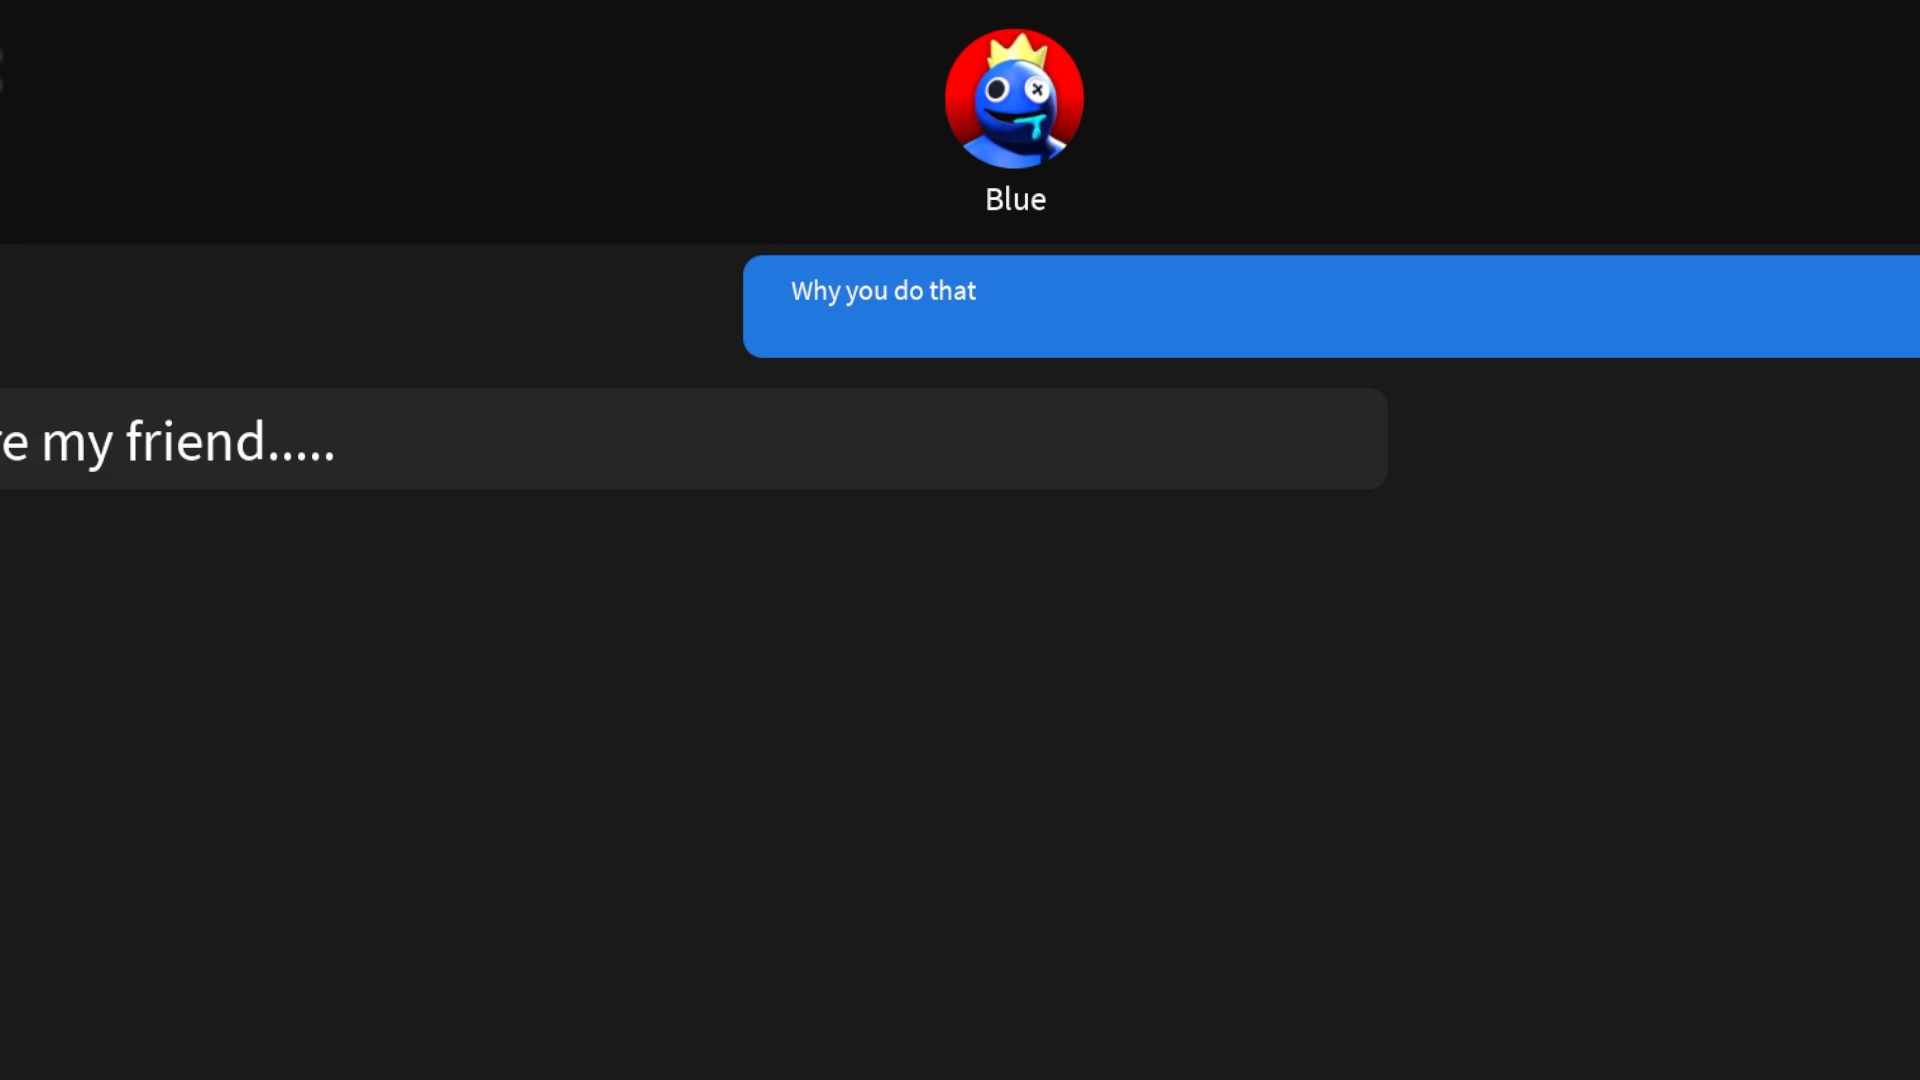 Blue
Why you do that
my friend.....